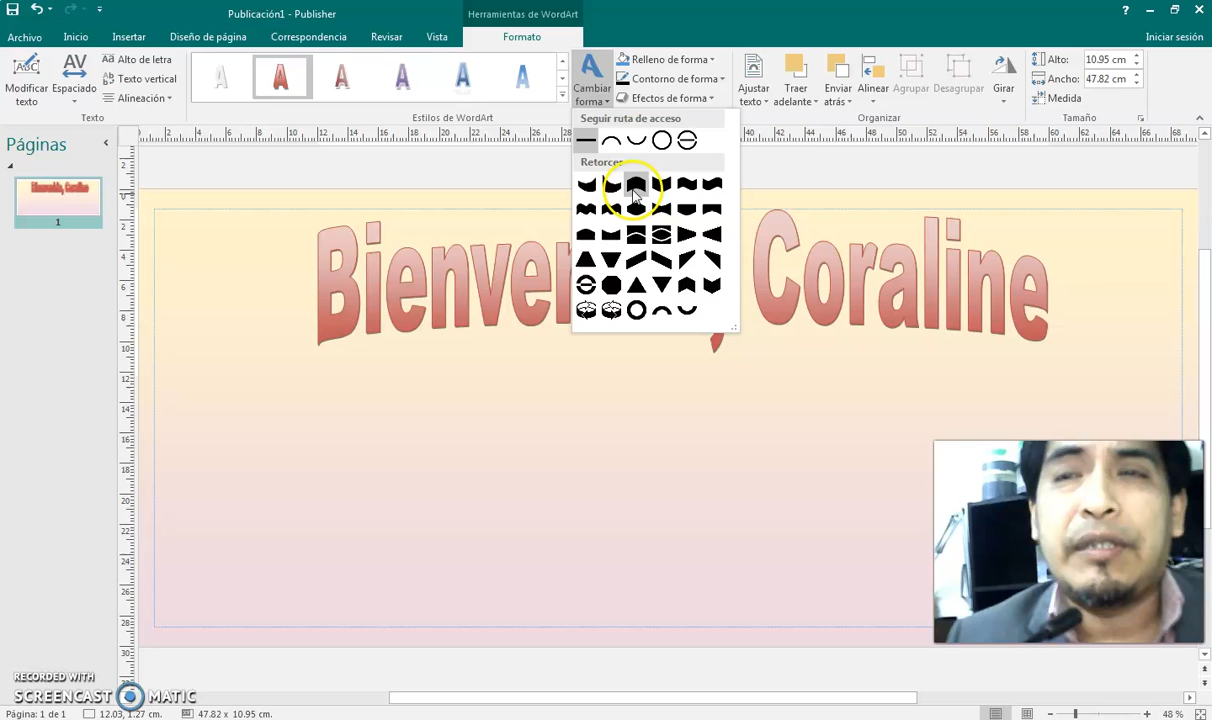 Publicación1 - Publisher
Herramientas de WordArt
?
Archivo
Inicio
Insertar
Diseño de página
Correspondencia
Revisar
Vista
Formato
Iniciar sesión
Modificar texto
Espaciado
Alto de letra
Texto vertical
Alineación
Texto
A A A A A A
Estilos de WordArt
Cambiar forma
Relleno de forma
Contorno de forma
Efectos de forma
Ajustar texto
Traer adelante
Enviar atrás
Alinear
Agrupar
Desagrupar
Girar
Organizar
Alto: 10.95 cm
Ancho: 47.82 cm
Medida
Tamaño
Seguir ruta de acceso
Páginas
Bienvenido, Coraline
1
Coraline
RECORDED WITH
SCREENCAST MATIC
Página: 1 de 1
12.03, 1.27 cm.
47.82 x 10.95 cm.
48 %